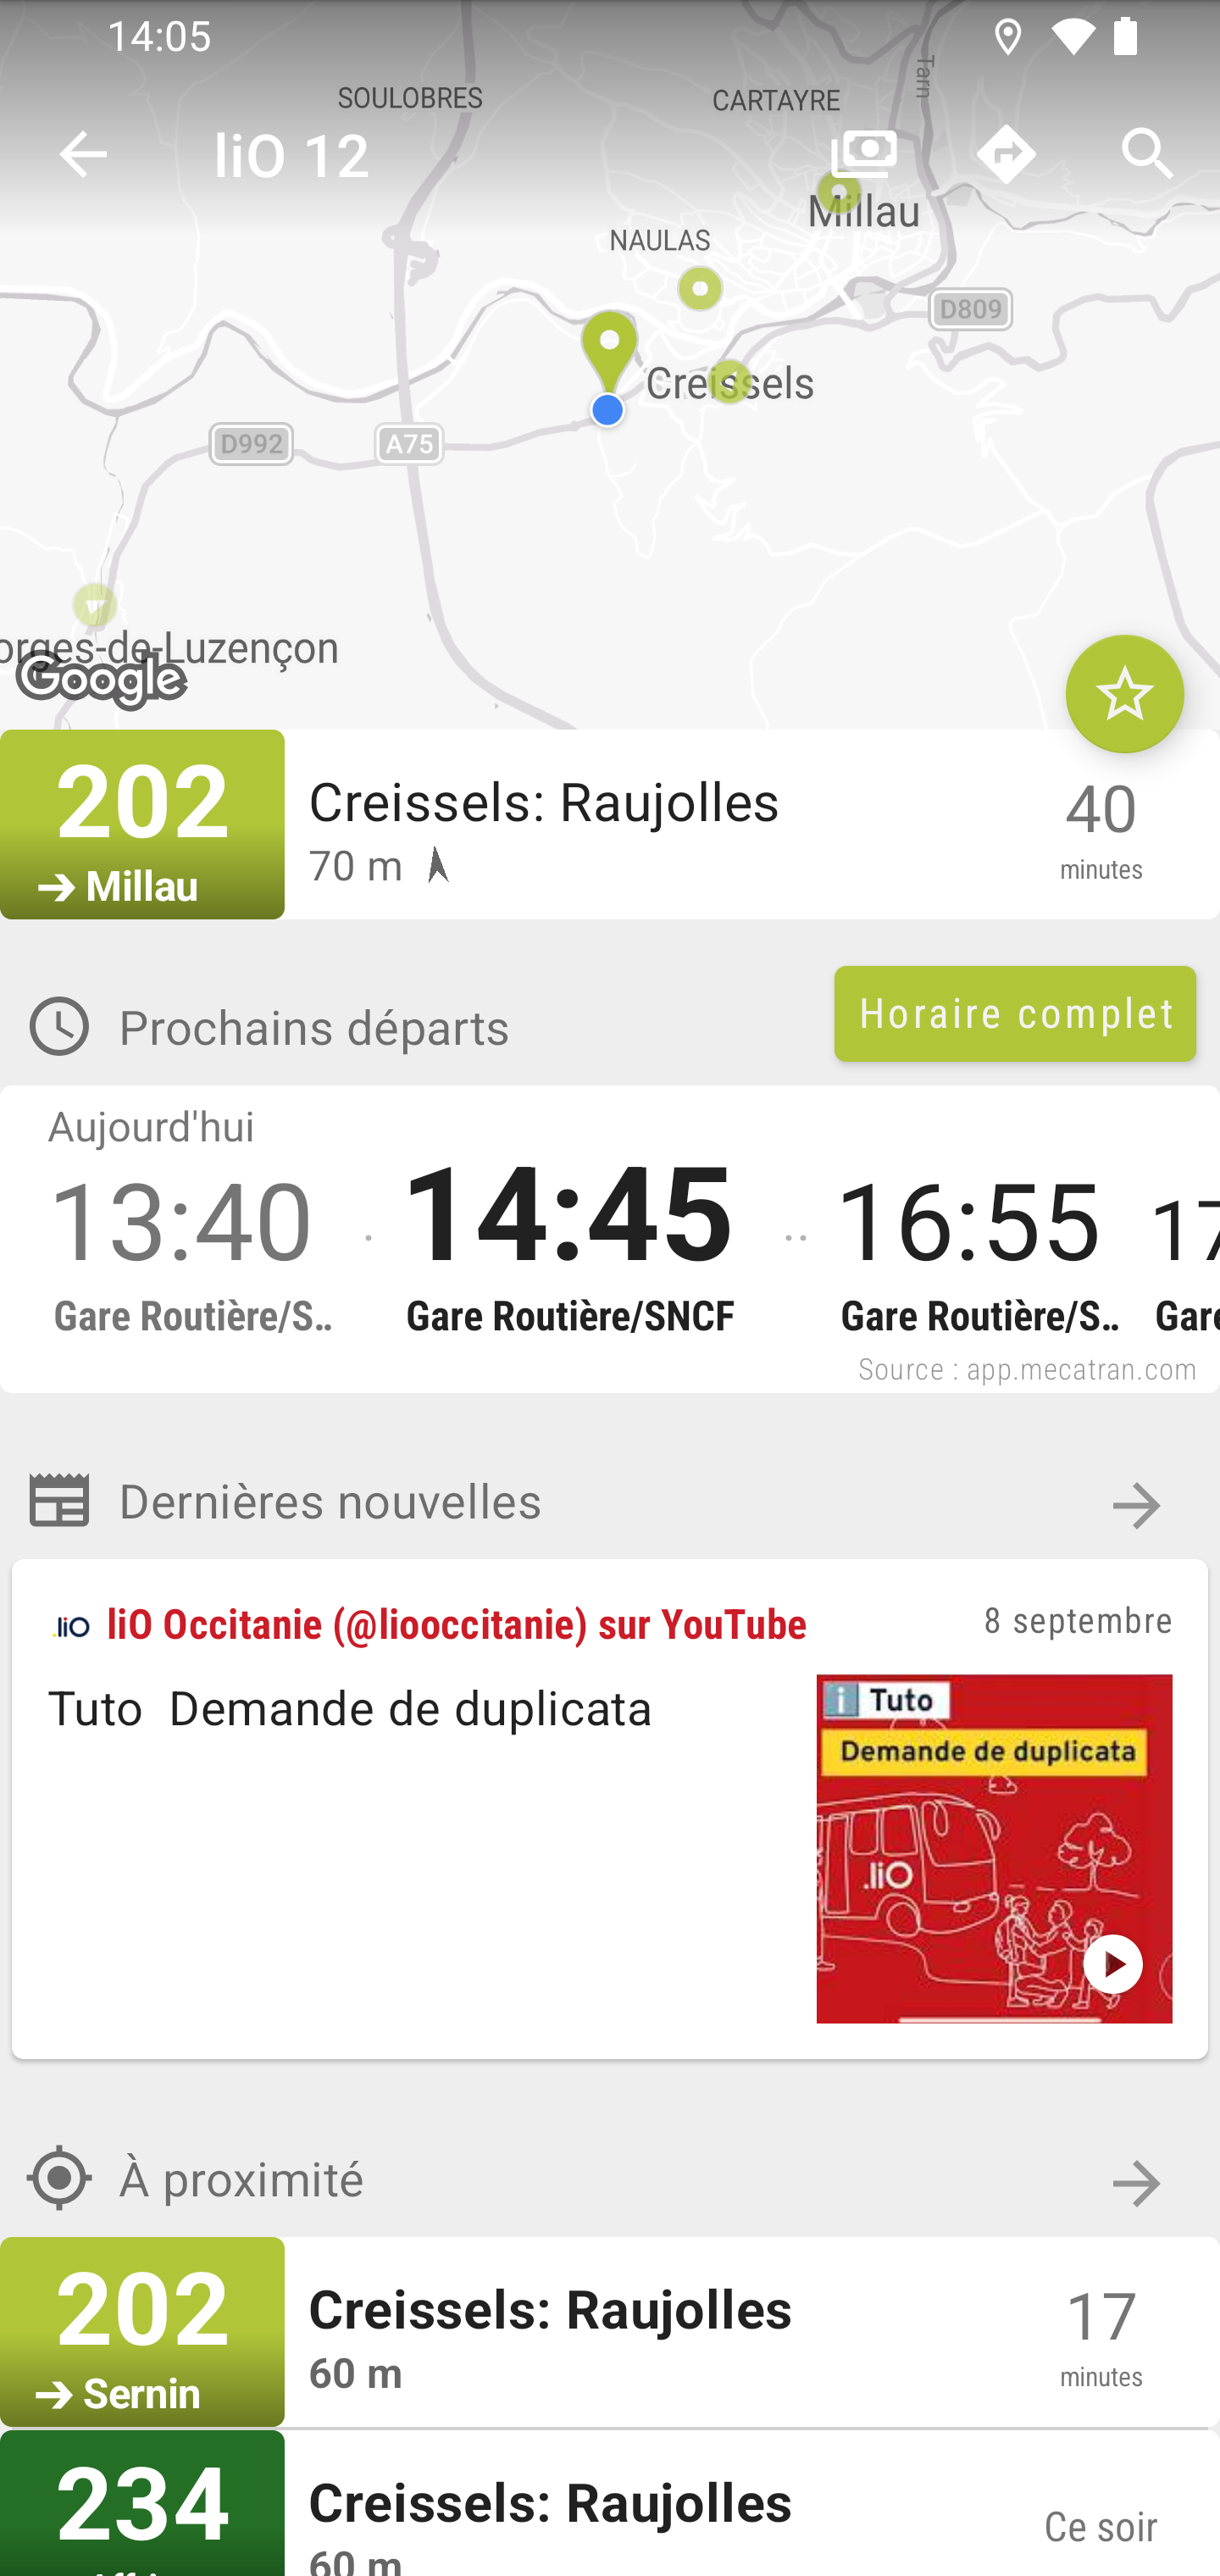 14:05
Tarn
SOULOBRES
CARTAYRE
liO 12
Millau
NAULAS
D809
Creissels
D992
A75
orges-de-Luzençon
Google
202
Millau
Creissels: Raujolles
70 m
40
minutes
Prochains départs
Horaire complet
Aujourd'hui
13:40 · 14:45 ·· 16:55 17
Gare Routière/S.. Gare Routière/SNCF Gare Routière/S.. Gare
Source : app.mecatran.com
Dernières nouvelles
.liO liO Occitanie (@liooccitanie) sur YouTube
8 septembre
Tuto Demande de duplicata
i Tuto
Demande de duplicata
.liO
À proximité
202
Sernin
Creissels: Raujolles
60 m
17
minutes
234
Creissels: Raujolles
60 m
Ce soir